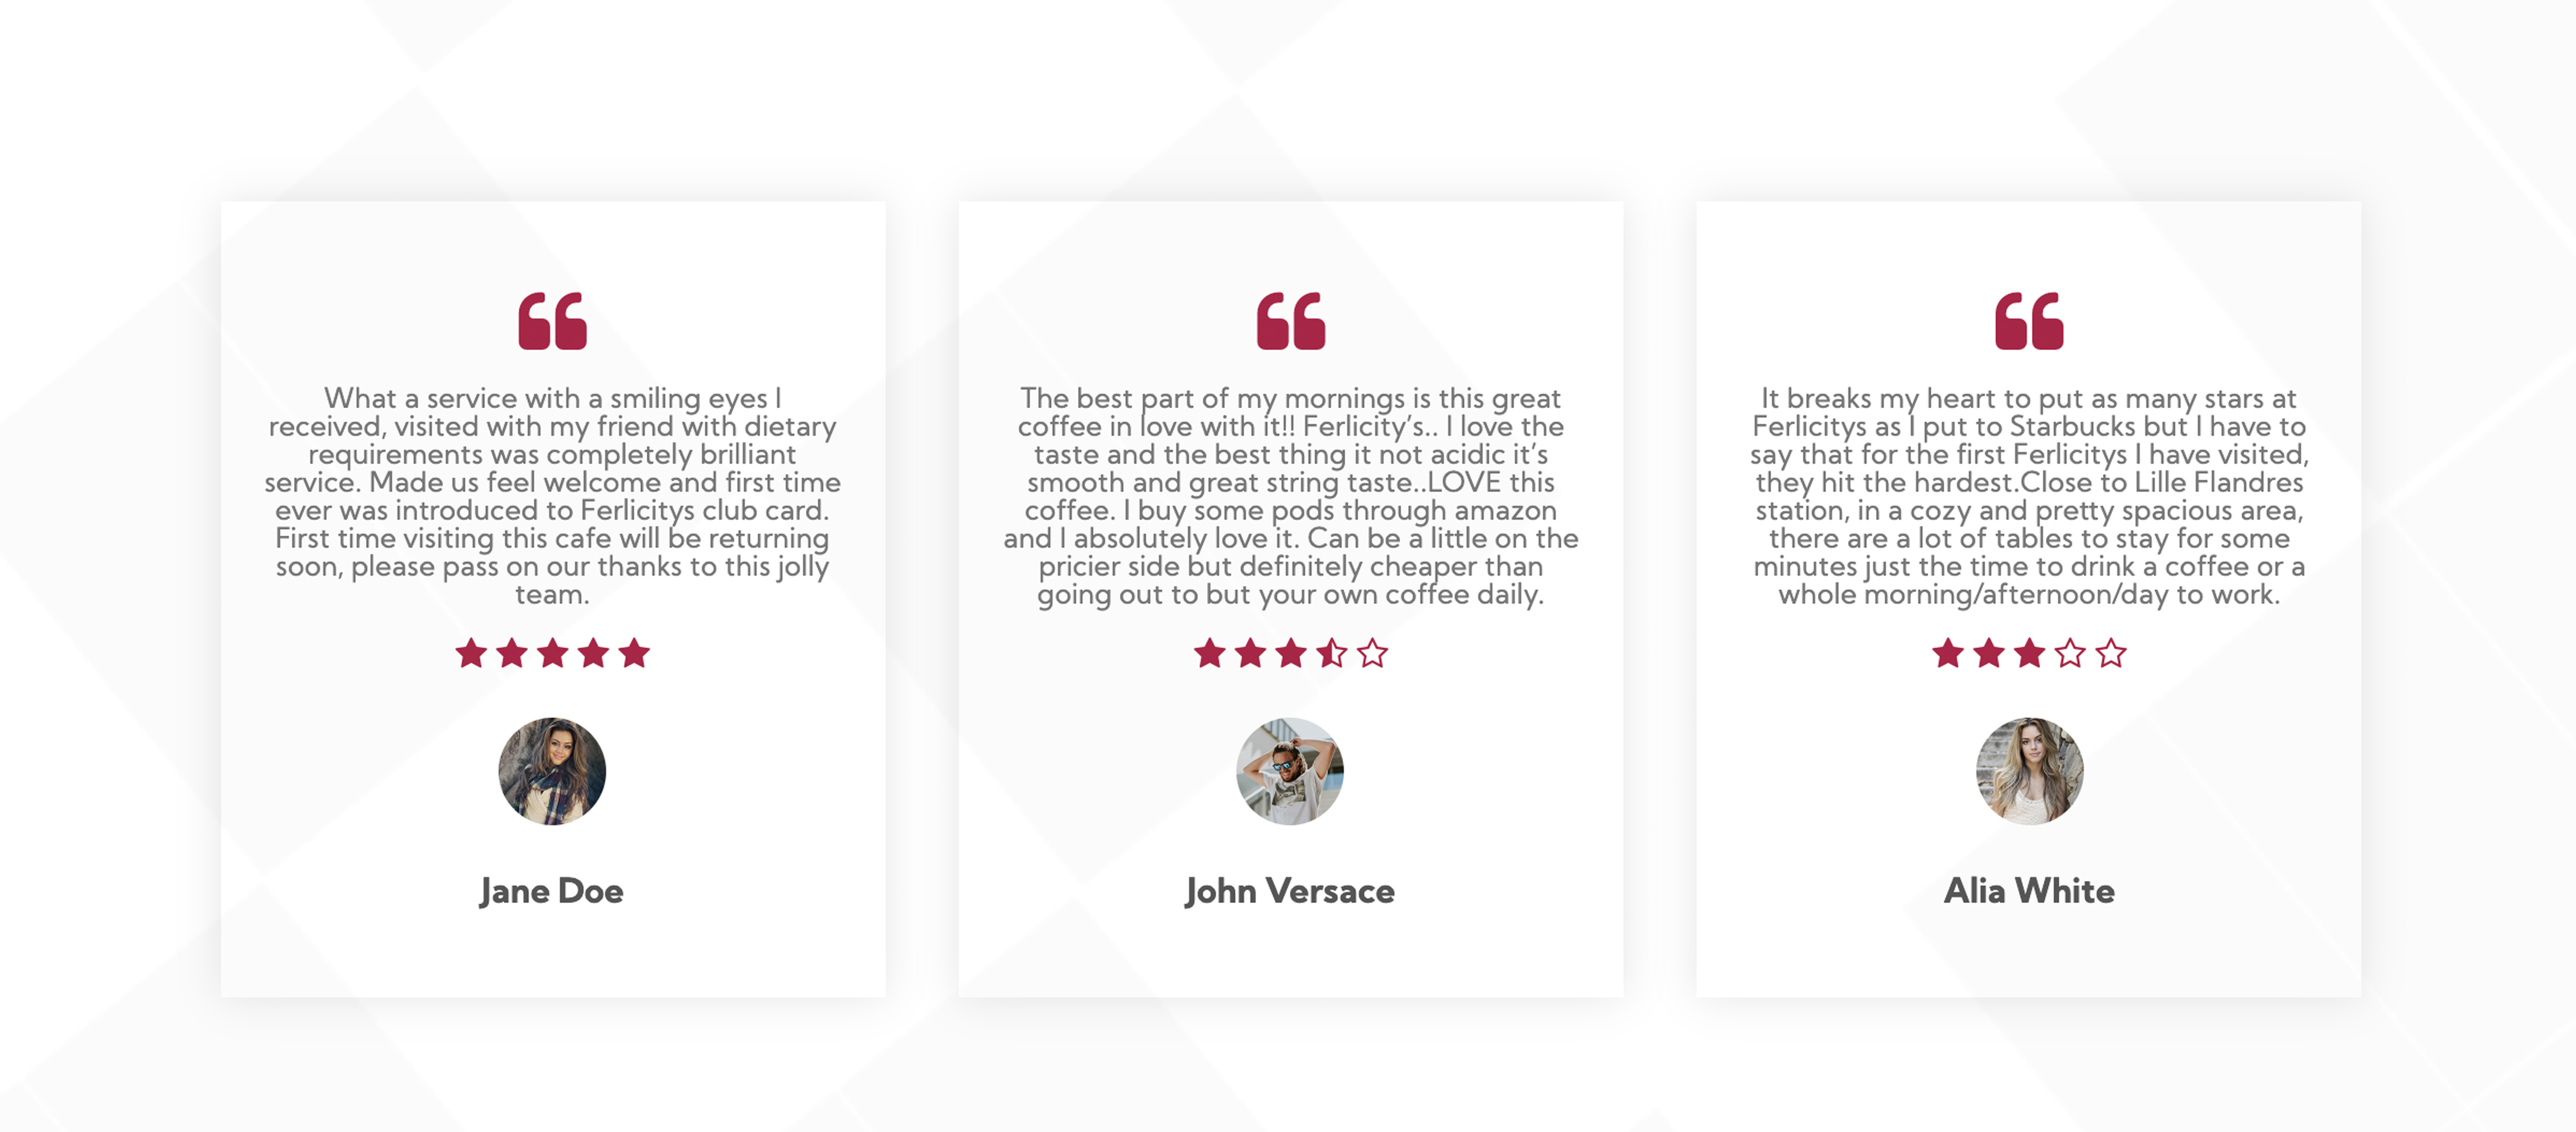 What a service with a smiling eyes I
received, visited with my friend with dietary
requirements was completely brilliant
service. Made us feel welcome and first time
ever was introduced to Ferlicitys club card.
First time visiting this cafe will be returning
soon, please pass on our thanks to this jolly
team.
Jane Doe
The best part of my mornings is this great
coffee in love with it!! Ferlicity’s.. I love the
taste and the best thing it not acidic it’s
smooth and great string taste..LOVE this
coffee. I buy some pods through amazon
and I absolutely love it. Can be a little on the
pricier side but definitely cheaper than
going out to but your own coffee daily.
John Versace
It breaks my heart to put as many stars at
Ferlicitys as I put to Starbucks but I have to
say that for the first Ferlicitys I have visited,
they hit the hardest.Close to Lille Flandres
station, in a cozy and pretty spacious area,
there are a lot of tables to stay for some
minutes just the time to drink a coffee or a
whole morning/afternoon/day to work.
Alia White